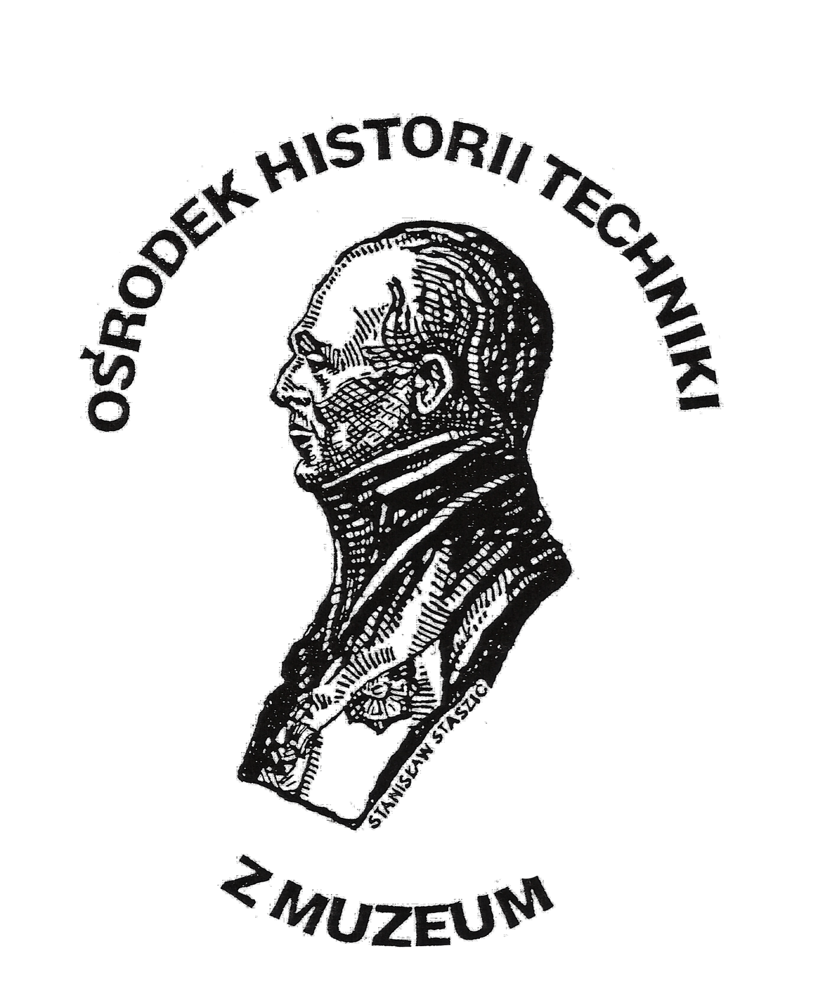 OŚRODEK HISTORII TECHNIKI
STANISŁAW STASZIC
Z MUZEUM